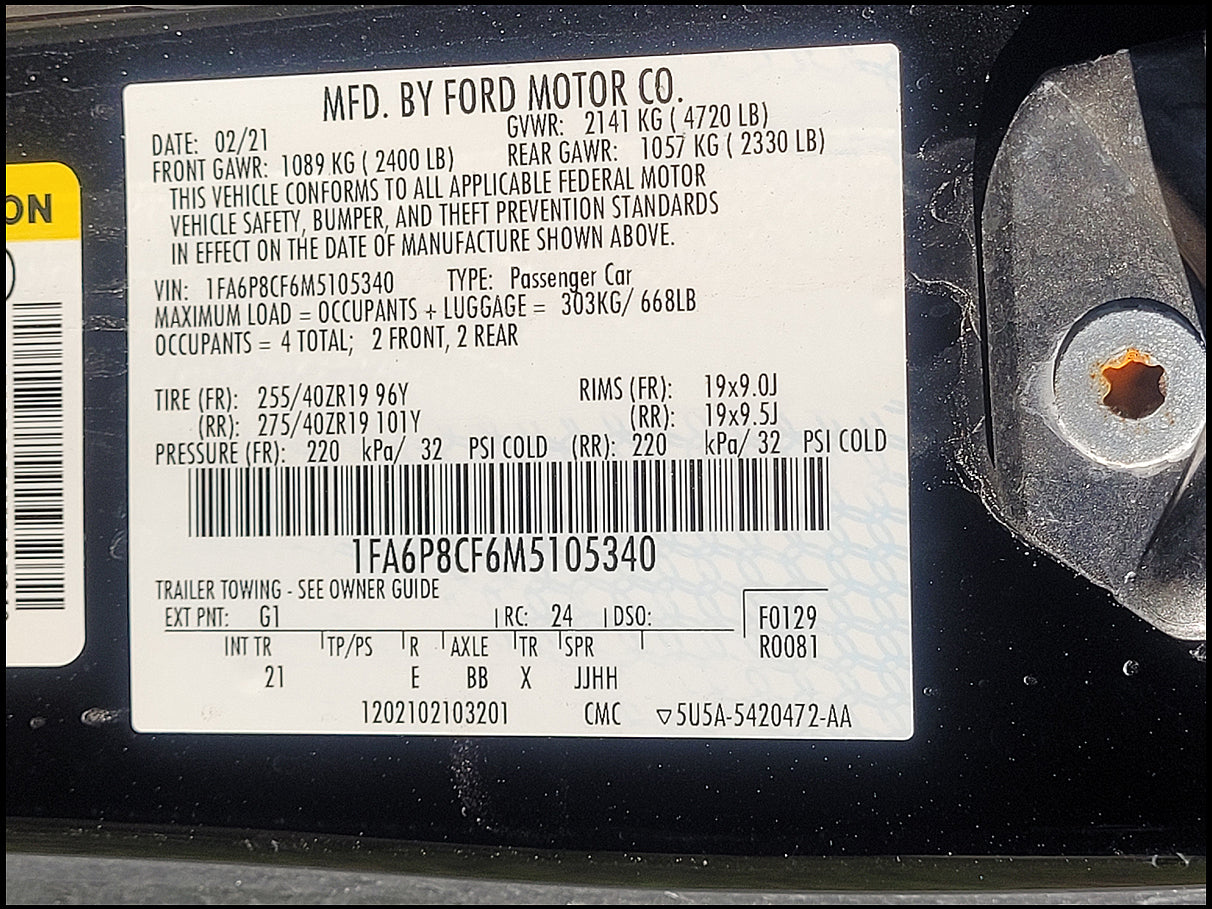 ON
MFD. BY FORD MOTOR CO.
DATE: 02/21
GVWR: 2141 KG ( 4720 LB)
FRONT GAWR: 1089 KG ( 2400 LB)
REAR GAWR: 1057 KG ( 2330 LB)
THIS VEHICLE CONFORMS TO ALL APPLICABLE FEDERAL MOTOR
VEHICLE SAFETY, BUMPER, AND THEFT PREVENTION STANDARDS
IN EFFECT ON THE DATE OF MANUFACTURE SHOWN ABOVE.
VIN: 1FA6P8CF6M5105340 TYPE: Passenger Car
MAXIMUM LOAD = OCCUPANTS + LUGGAGE = 303KG/ 668LB
OCCUPANTS = 4 TOTAL; 2 FRONT, 2 REAR
TIRE (FR): 255/40ZR19 96Y RIMS (FR): 19x9.0J
(RR): 275/40ZR19 101Y (RR): 19x9.5J
PRESSURE (FR): 220 kPa/ 32 PSI COLD (RR): 220 kPa/ 32 PSI COLD
1FA6P8CF6M5105340
TRAILER TOWING - SEE OWNER GUIDE
EXT PNT: G1 RC: 24 DSO: F0129
INT TR TP/PS R AXLE TR SPR R0081
21 E BB X JJHH
1202102103201 CMC ▽5U5A-5420472-AA